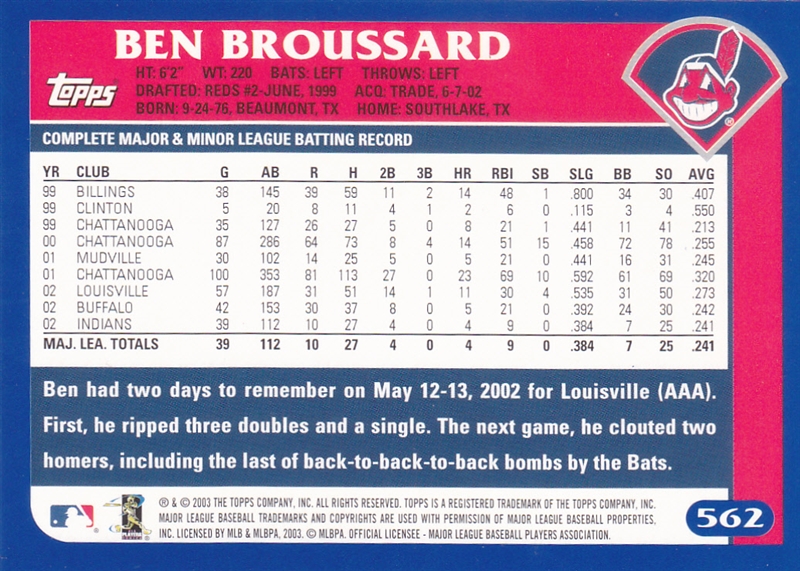 BEN BROUSSARD
topps
HT: 6'2" WT: 220 BATS: LEFT THROWS: LEFT
DRAFTED: REDS #2-JUNE, 1999 ACQ: TRADE, 6-7-02
BORN: 9-24-76, BEAUMONT, TX HOME: SOUTHLAKE, TX
®
COMPLETE MAJOR & MINOR LEAGUE BATTING RECORD
YR CLUB G AB R H 2B 3B HR RBI SB SLG BB SO AVG
99 BILLINGS 38 145 39 59 11 2 14 48 1 .800 34 30 .407
99 CLINTON 5 20 8 11 4 1 2 6 0 .115 3 4 .550
99 CHATTANOOGA 35 127 26 27 5 0 8 21 1 .441 11 41 .213
00 CHATTANOOGA 87 286 64 73 8 4 14 51 15 .458 72 78 .255
01 MUDVILLE 30 102 14 25 5 0 5 21 0 .441 16 31 .245
01 CHATTANOOGA 100 353 81 113 27 0 23 69 10 .592 61 69 .320
02 LOUISVILLE 57 187 31 51 14 1 11 30 4 .535 31 50 .273
02 BUFFALO 42 153 30 37 8 0 5 21 0 .392 24 30 .242
02 INDIANS 39 112 10 27 4 0 4 9 0 .384 7 25 .241
MAJ. LEA. TOTALS 39 112 10 27 4 0 4 9 0 .384 7 25 .241
Ben had two days to remember on May 12-13, 2002 for Louisville (AAA).
First, he ripped three doubles and a single. The next game, he clouted two
homers, including the last of back-to-back-to-back bombs by the Bats.
® & © 2003 THE TOPPS COMPANY, INC. ALL RIGHTS RESERVED. TOPPS IS A REGISTERED TRADEMARK OF THE TOPPS COMPANY, INC.
MAJOR LEAGUE BASEBALL TRADEMARKS AND COPYRIGHTS ARE USED WITH PERMISSION OF MAJOR LEAGUE BASEBALL PROPERTIES,
INC. LICENSED BY MLB & MLBPA, 2003. © MLBPA. OFFICIAL LICENSEE - MAJOR LEAGUE BASEBALL PLAYERS ASSOCIATION.
562